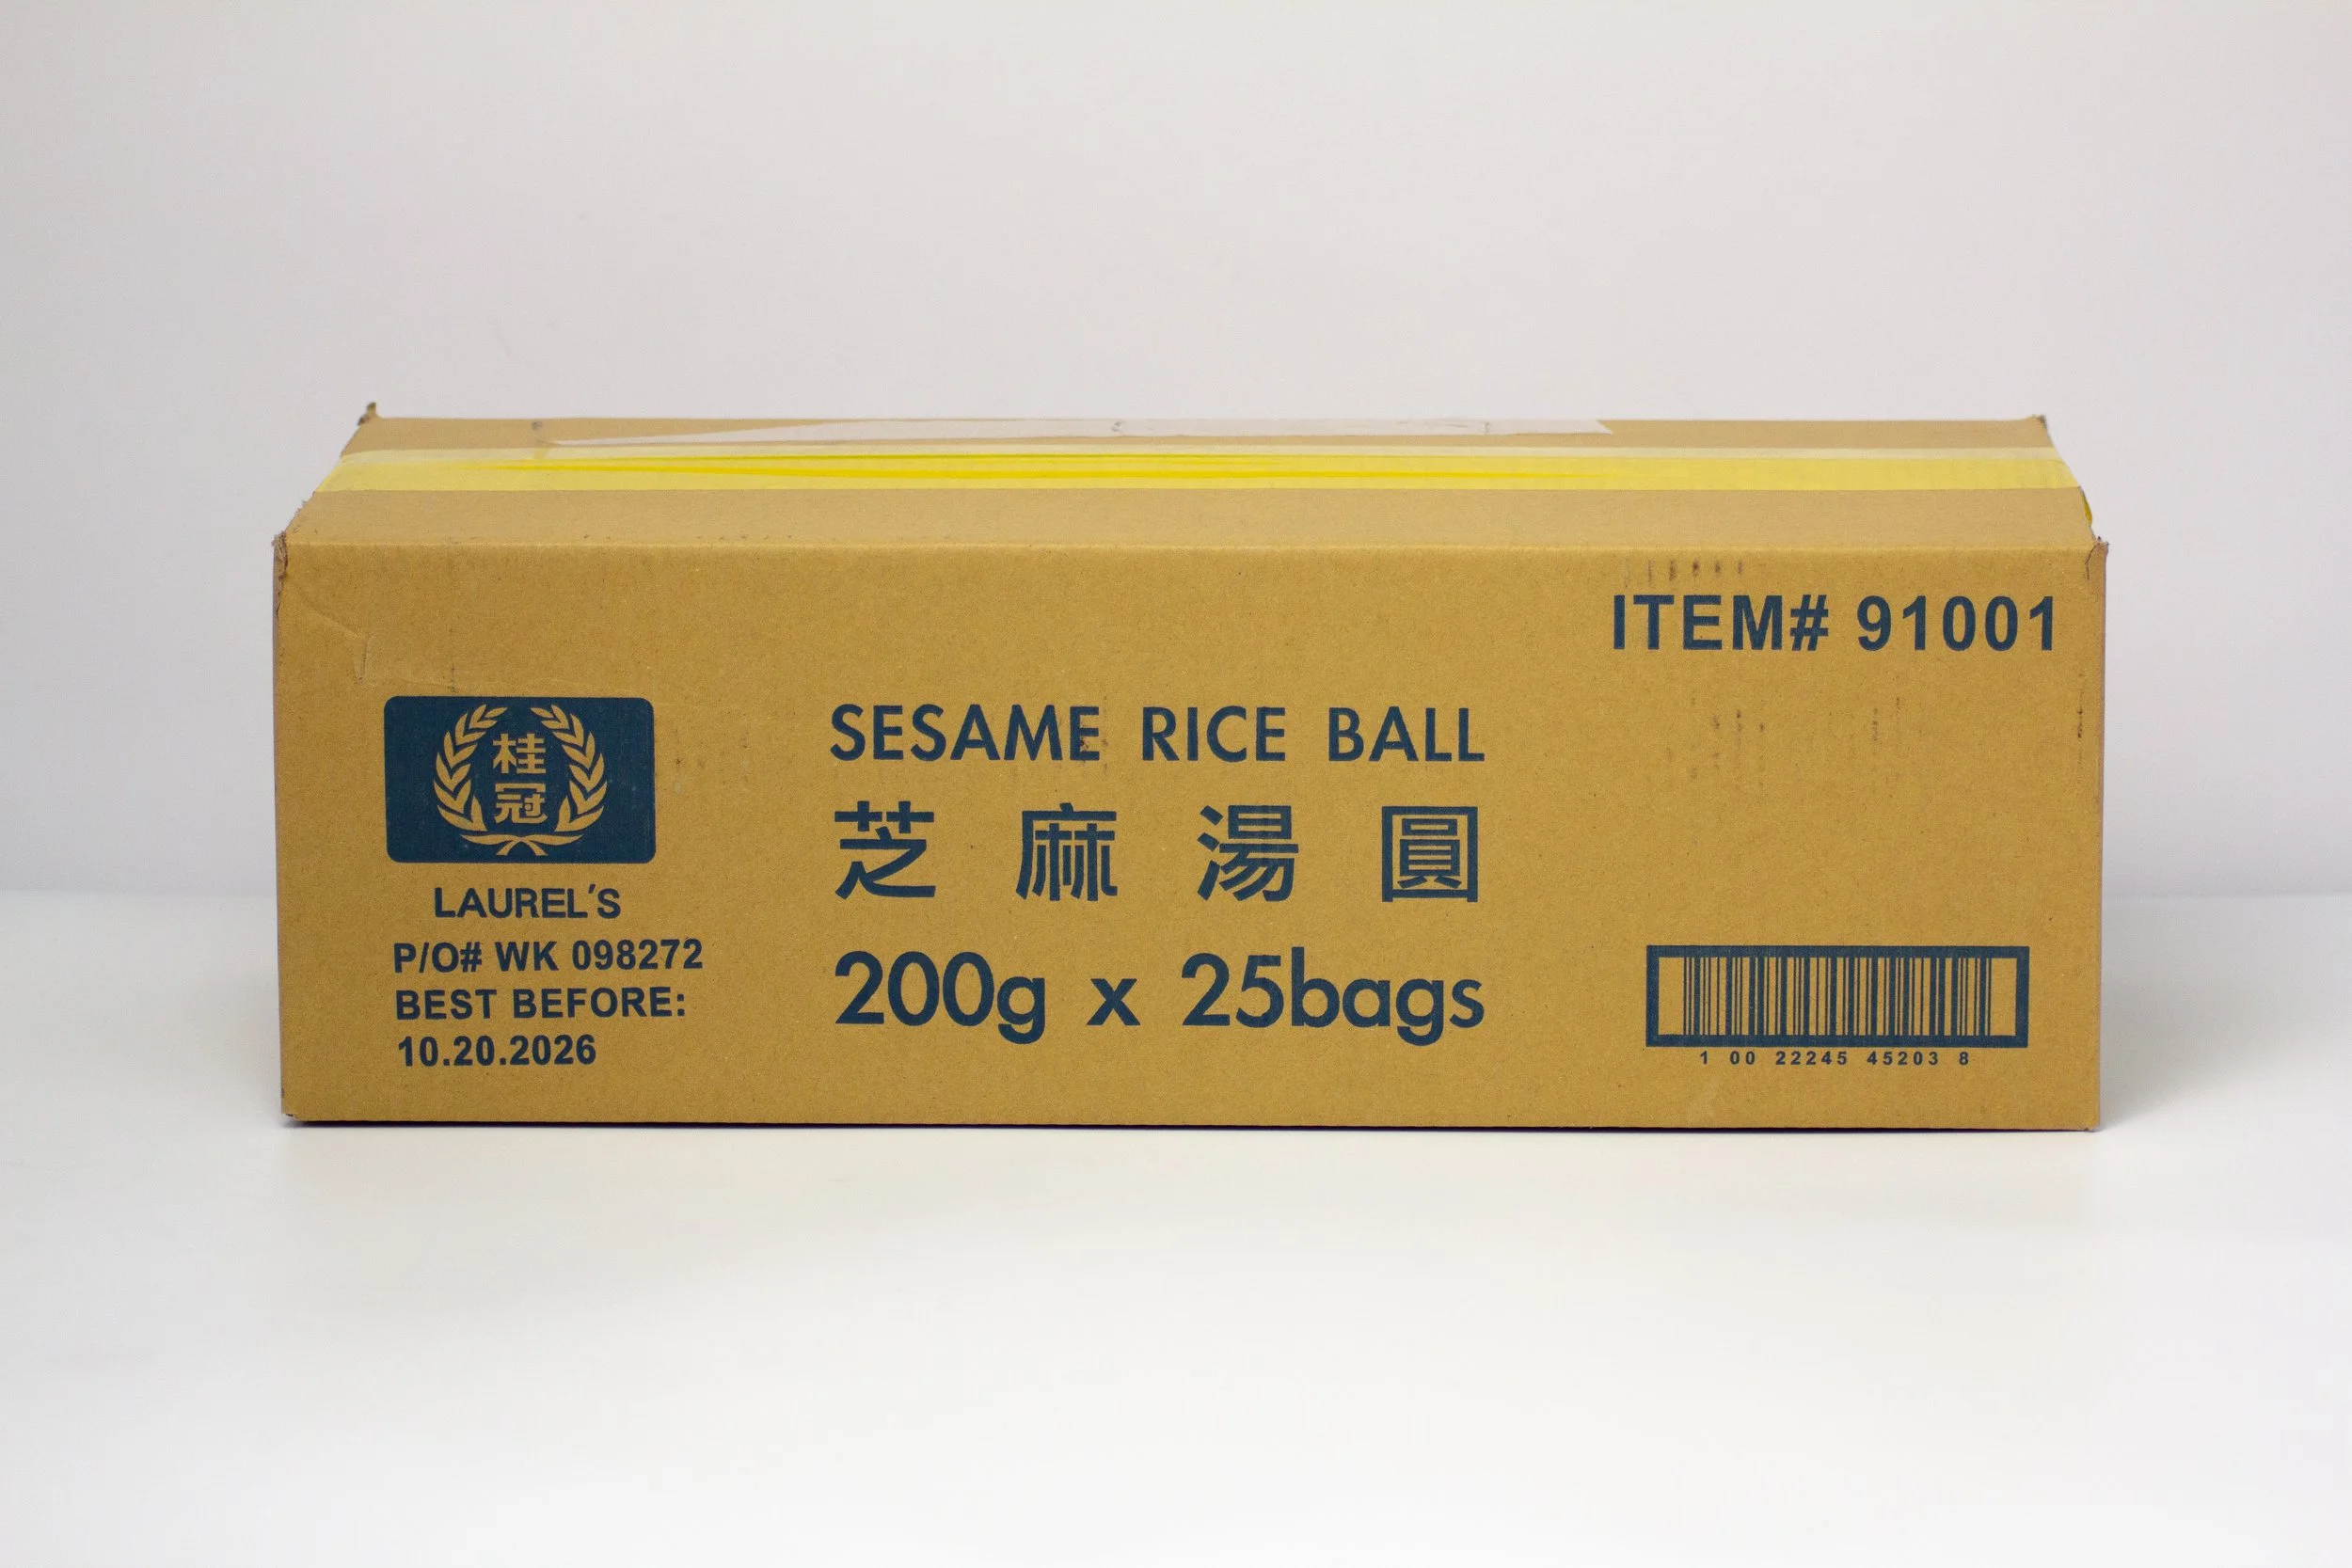 ITEM# 91001
桂
冠
LAUREL'S
P/O# WK 098272
BEST BEFORE:
10.20.2026
SESAME RICE BALL
芝麻湯圓
200g x 25bags
1 00 22245 45203 8